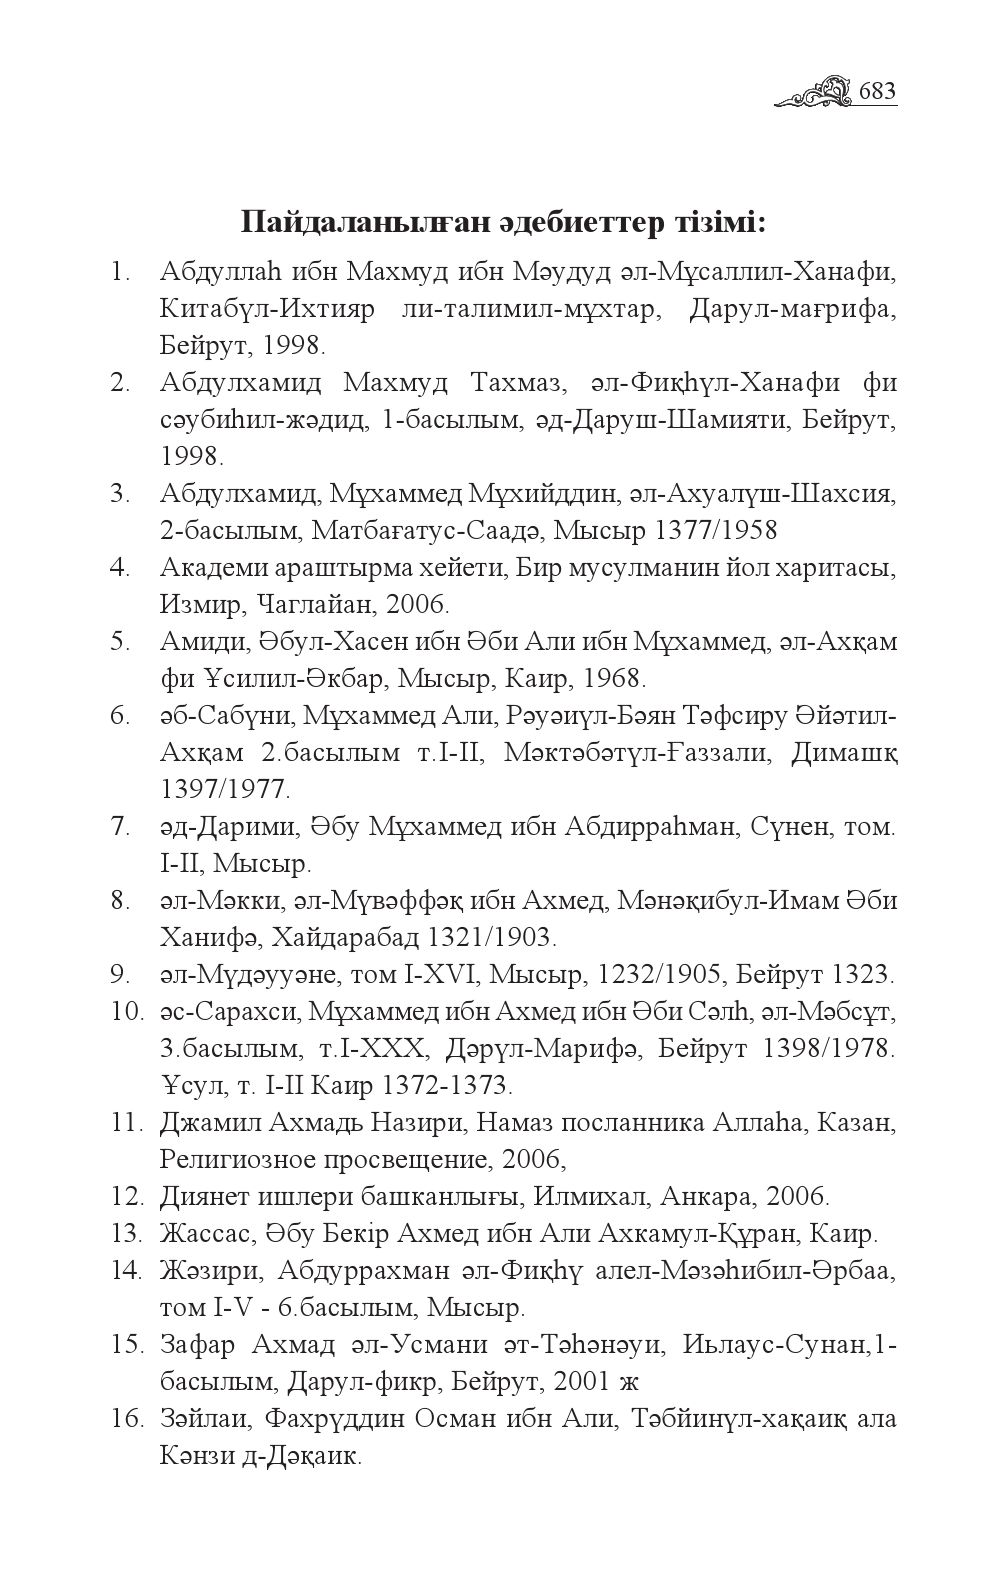 683
Пайдаланылған әдебиеттер тізімі:
1. Абдуллаһ ибн Махмуд ибн Мәудуд әл-Мұсаллил-Ханафи,
Китабүл-Ихтияр ли-талимил-мұхтар, Дарул-мағрифа,
Бейрут, 1998.
2. Абдулхамид Махмуд Тахмаз, әл-Фиқһүл-Ханафи фи
сәубиһил-жәдид, 1-басылым, әд-Даруш-Шамияти, Бейрут,
1998.
3. Абдулхамид, Мұхаммед Мұхийддин, әл-Ахуалүш-Шахсия,
2-басылым, Матбағатус-Саадә, Мысыр 1377/1958
4. Академи араштырма хейети, Бир мусулманин йол харитасы,
Измир, Чаглайан, 2006.
5. Амиди, Әбул-Хасен ибн Әби Али ибн Мұхаммед, әл-Ахқам
фи Ұсилил-Әкбар, Мысыр, Каир, 1968.
6. әб-Сабүни, Мұхаммед Али, Рәуәиүл-Бәян Тәфсиру Әйәтил-
Ахқам 2.басылым т.I-II, Мәктәбәтүл-Ғаззали, Димашқ
1397/1977.
7. әд-Дарими, Әбу Мұхаммед ибн Абдирраһман, Сүнен, том.
I-II, Мысыр.
8. әл-Мәкки, әл-Мүвәффәқ ибн Ахмед, Мәнәқибул-Имам Әби
Ханифә, Хайдарабад 1321/1903.
9. әл-Мүдәууәне, том I-XVI, Мысыр, 1232/1905, Бейрут 1323.
10. әс-Сарахси, Мұхаммед ибн Ахмед ибн Әби Сәлһ, әл-Мәбсұт,
3.басылым, т.I-XXX, Дәрүл-Марифә, Бейрут 1398/1978.
Ұсул, т. I-II Каир 1372-1373.
11. Джамил Ахмадь Назири, Намаз посланника Аллаһа, Казан,
Религиозное просвещение, 2006,
12. Диянет ишлери башканлығы, Илмихал, Анкара, 2006.
13. Жассас, Әбу Бекір Ахмед ибн Али Ахкамул-Құран, Каир.
14. Жәзири, Абдуррахман әл-Фиқһү алел-Мәзәһибил-Әрбаа,
том I-V - 6.басылым, Мысыр.
15. Зафар Ахмад әл-Усмани әт-Тәһәнәуи, Иьлаус-Сунан,1-
басылым, Дарул-фикр, Бейрут, 2001 ж
16. Зәйлаи, Фахрүддин Осман ибн Али, Тәбйинүл-хақаиқ ала
Кәнзи д-Дәқаик.